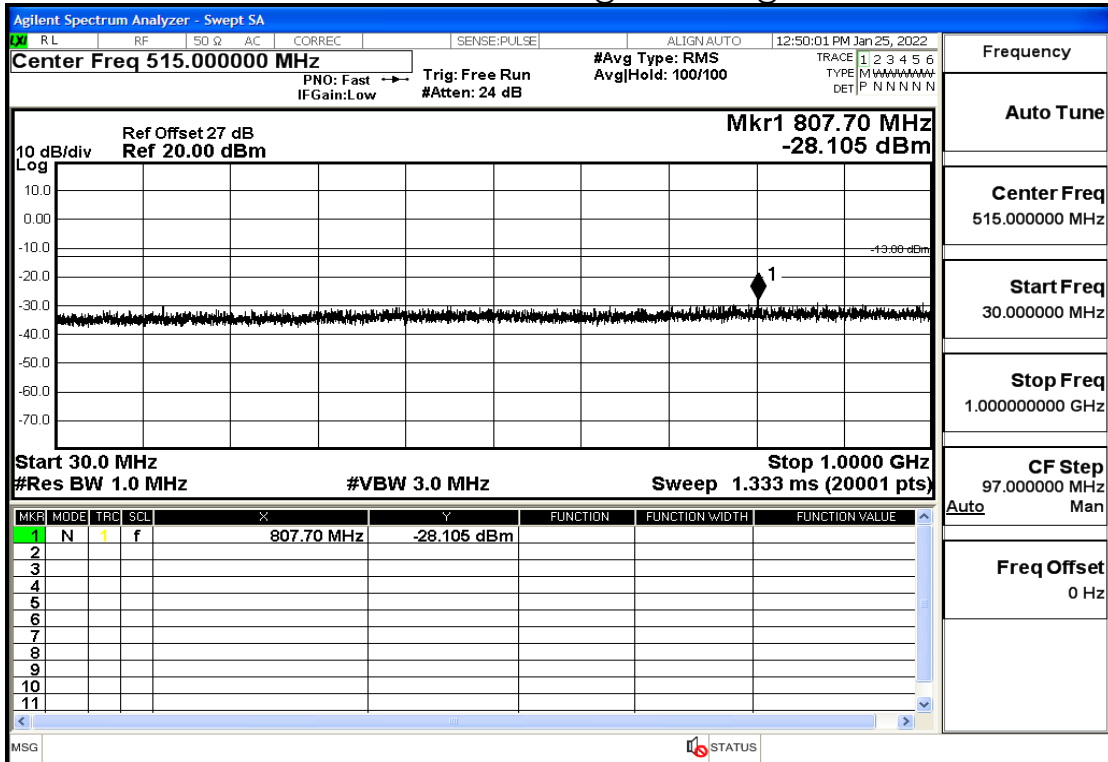 Agilent Spectrum Analyzer - Swept SA
LXI RL RF 50 Ω AC CORREC SENSE:PULSE ALIGN AUTO 12:50:01 PM Jan 25, 2022
Center Freq 515.000000 MHz
PNO: Fast
IFGain:Low
Trig: Free Run
#Atten: 24 dB
#Avg Type: RMS
Avg|Hold: 100/100
TRACE 1 2 3 4 5 6
TYPE M WWWWW
DET P N N N N N
Mkr1 807.70 MHz
-28.105 dBm
Ref Offset 27 dB
10 dB/div Ref 20.00 dBm
Log
10.0
0.00
-10.0
-13.00 dBm
-20.0
1
-30.0
-40.0
-50.0
-60.0
-70.0
Start 30.0 MHz Stop 1.0000 GHz
#Res BW 1.0 MHz #VBW 3.0 MHz Sweep 1.333 ms (20001 pts)
MKR MODE TRC SCL X Y FUNCTION FUNCTION WIDTH FUNCTION VALUE
1 N 1 f 807.70 MHz -28.105 dBm
2
3
4
5
6
7
8
9
10
11
MSG STATUS
Frequency
Auto Tune
Center Freq
515.000000 MHz
Start Freq
30.000000 MHz
Stop Freq
1.000000000 GHz
CF Step
97.000000 MHz
Auto Man
Freq Offset
0 Hz